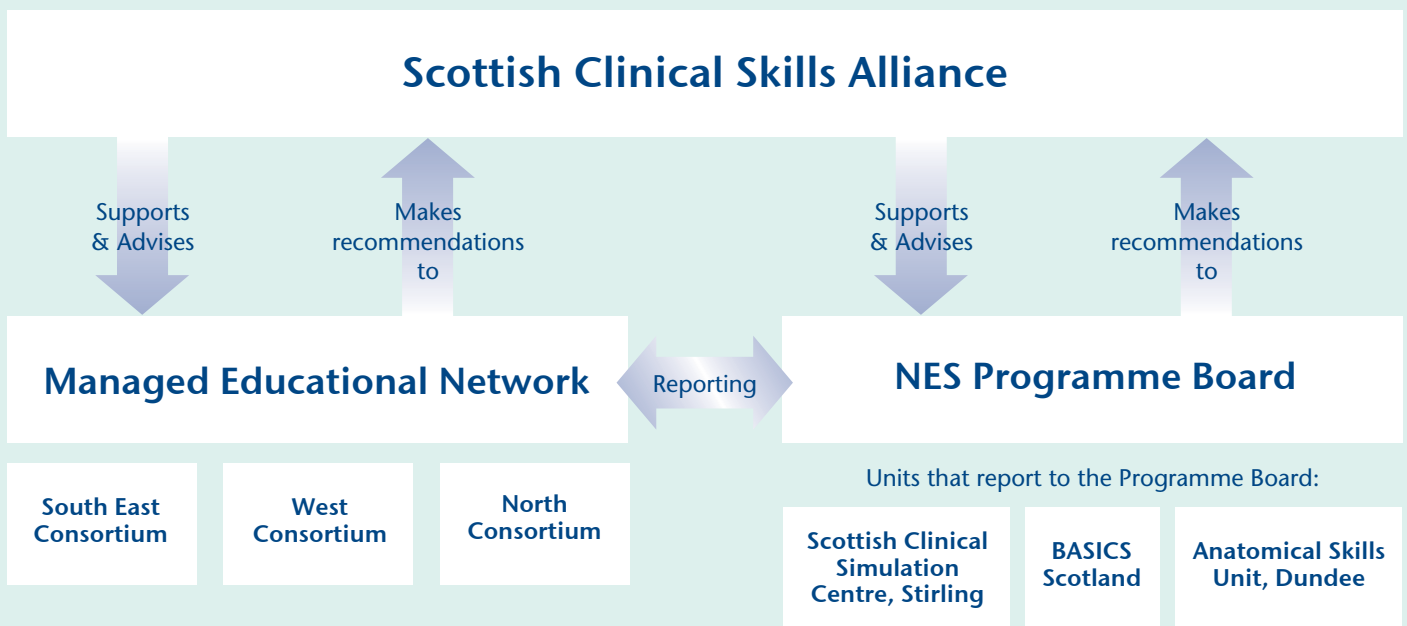 Scottish Clinical Skills Alliance
Supports
& Advises
Makes
recommendations
to
Supports
& Advises
Makes
recommendations
to
Managed Educational Network
Reporting
NES Programme Board
South East
Consortium
West
Consortium
North
Consortium
Units that report to the Programme Board:
Scottish Clinical
Simulation
Centre, Stirling
BASICS
Scotland
Anatomical Skills
Unit, Dundee